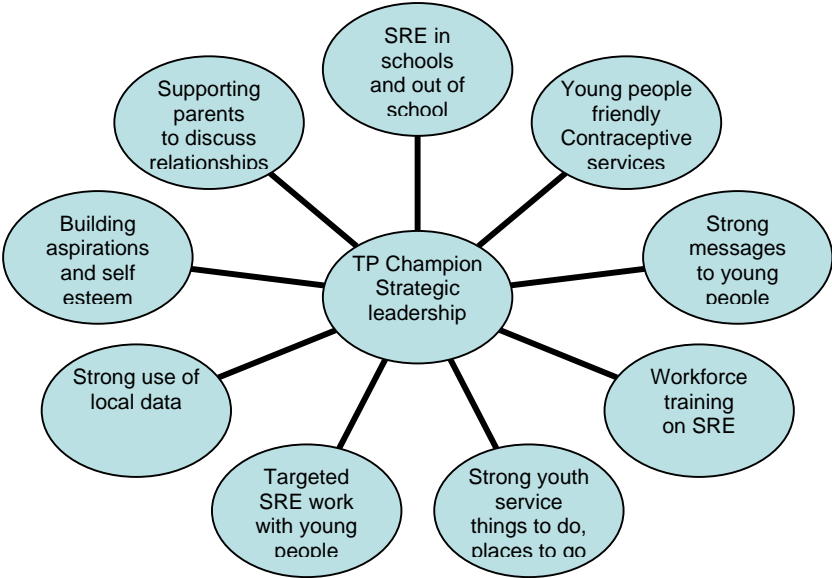 SRE in
schools
and out of
school
Supporting
parents
to discuss
relationships
Young people
friendly
Contraceptive
services
Building
aspirations
and self
esteem
TP Champion
Strategic
leadership
Strong
messages
to young
people
Strong use of
local data
Workforce
training
on SRE
Targeted
SRE work
with young
people
Strong youth
service
things to do,
places to go